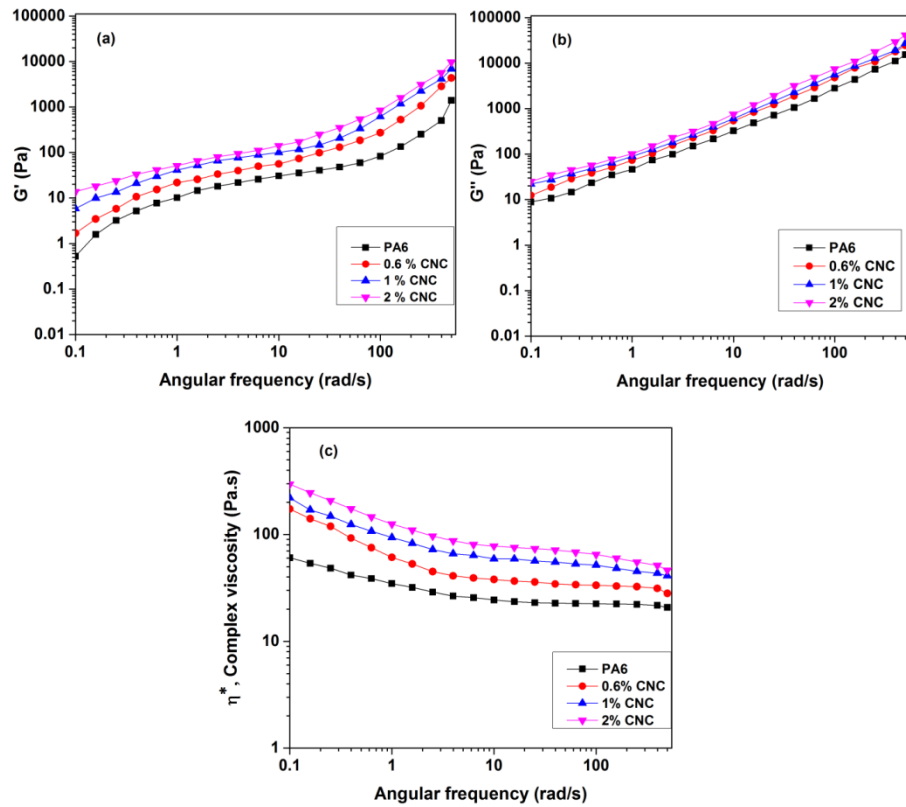 (a)
G' (Pa)
100000
10000
1000
100
10
1
0.1
0.01
PA6
0.6 % CNC
1 % CNC
2 % CNC
0.1
1
10
100
Angular frequency (rad/s)
(b)
G'' (Pa)
100000
10000
1000
100
10
1
0.1
0.01
PA6
0.6% CNC
1% CNC
2% CNC
0.1
1
10
100
Angular frequency (rad/s)
(c)
η*, Complex viscosity (Pa.s)
1000
100
10
1
PA6
0.6% CNC
1% CNC
2% CNC
0.1
1
10
100
Angular frequency (rad/s)